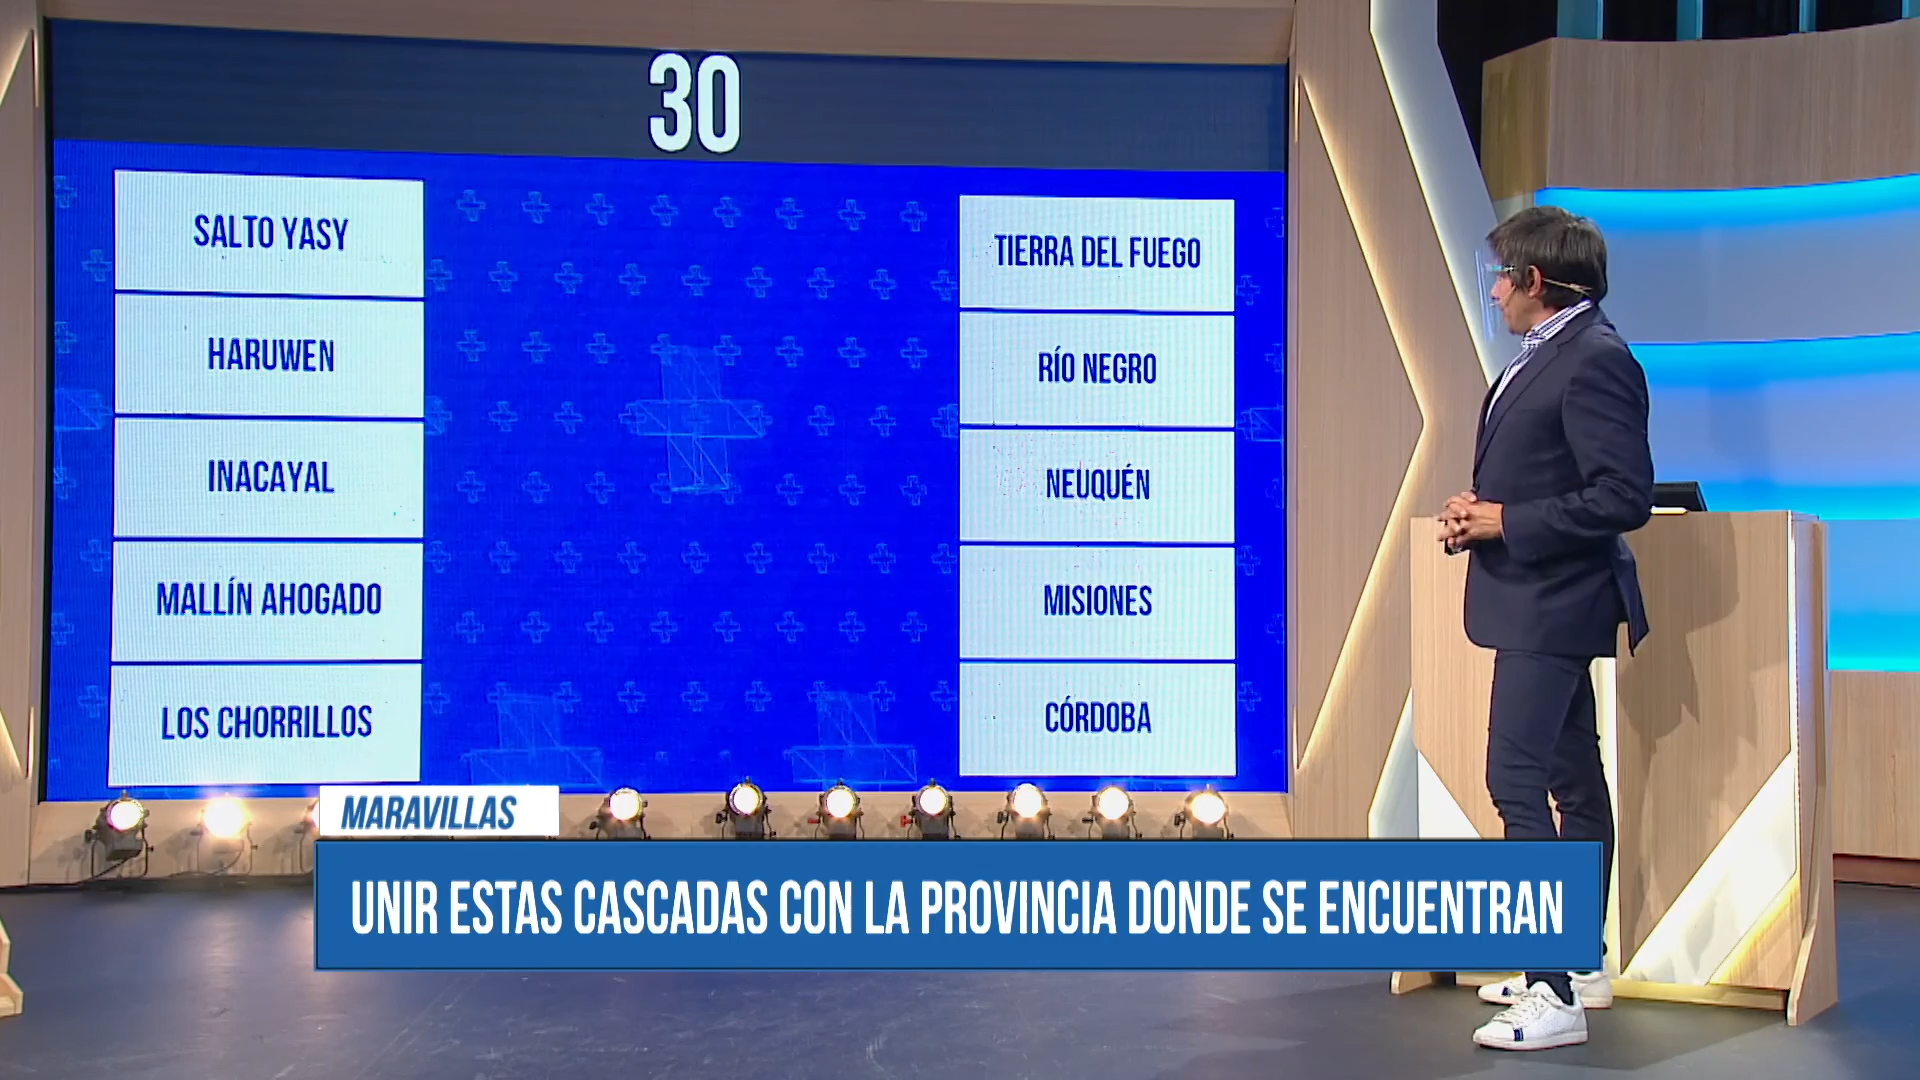 30
SALTO YASY
HARUWEN
INACAYAL
MALLÍN AHOGADO
LOS CHORRILLOS
TIERRA DEL FUEGO
RÍO NEGRO
NEUQUÉN
MISIONES
CÓRDOBA
MARAVILLAS
UNIR ESTAS CASCADAS CON LA PROVINCIA DONDE SE ENCUENTRAN